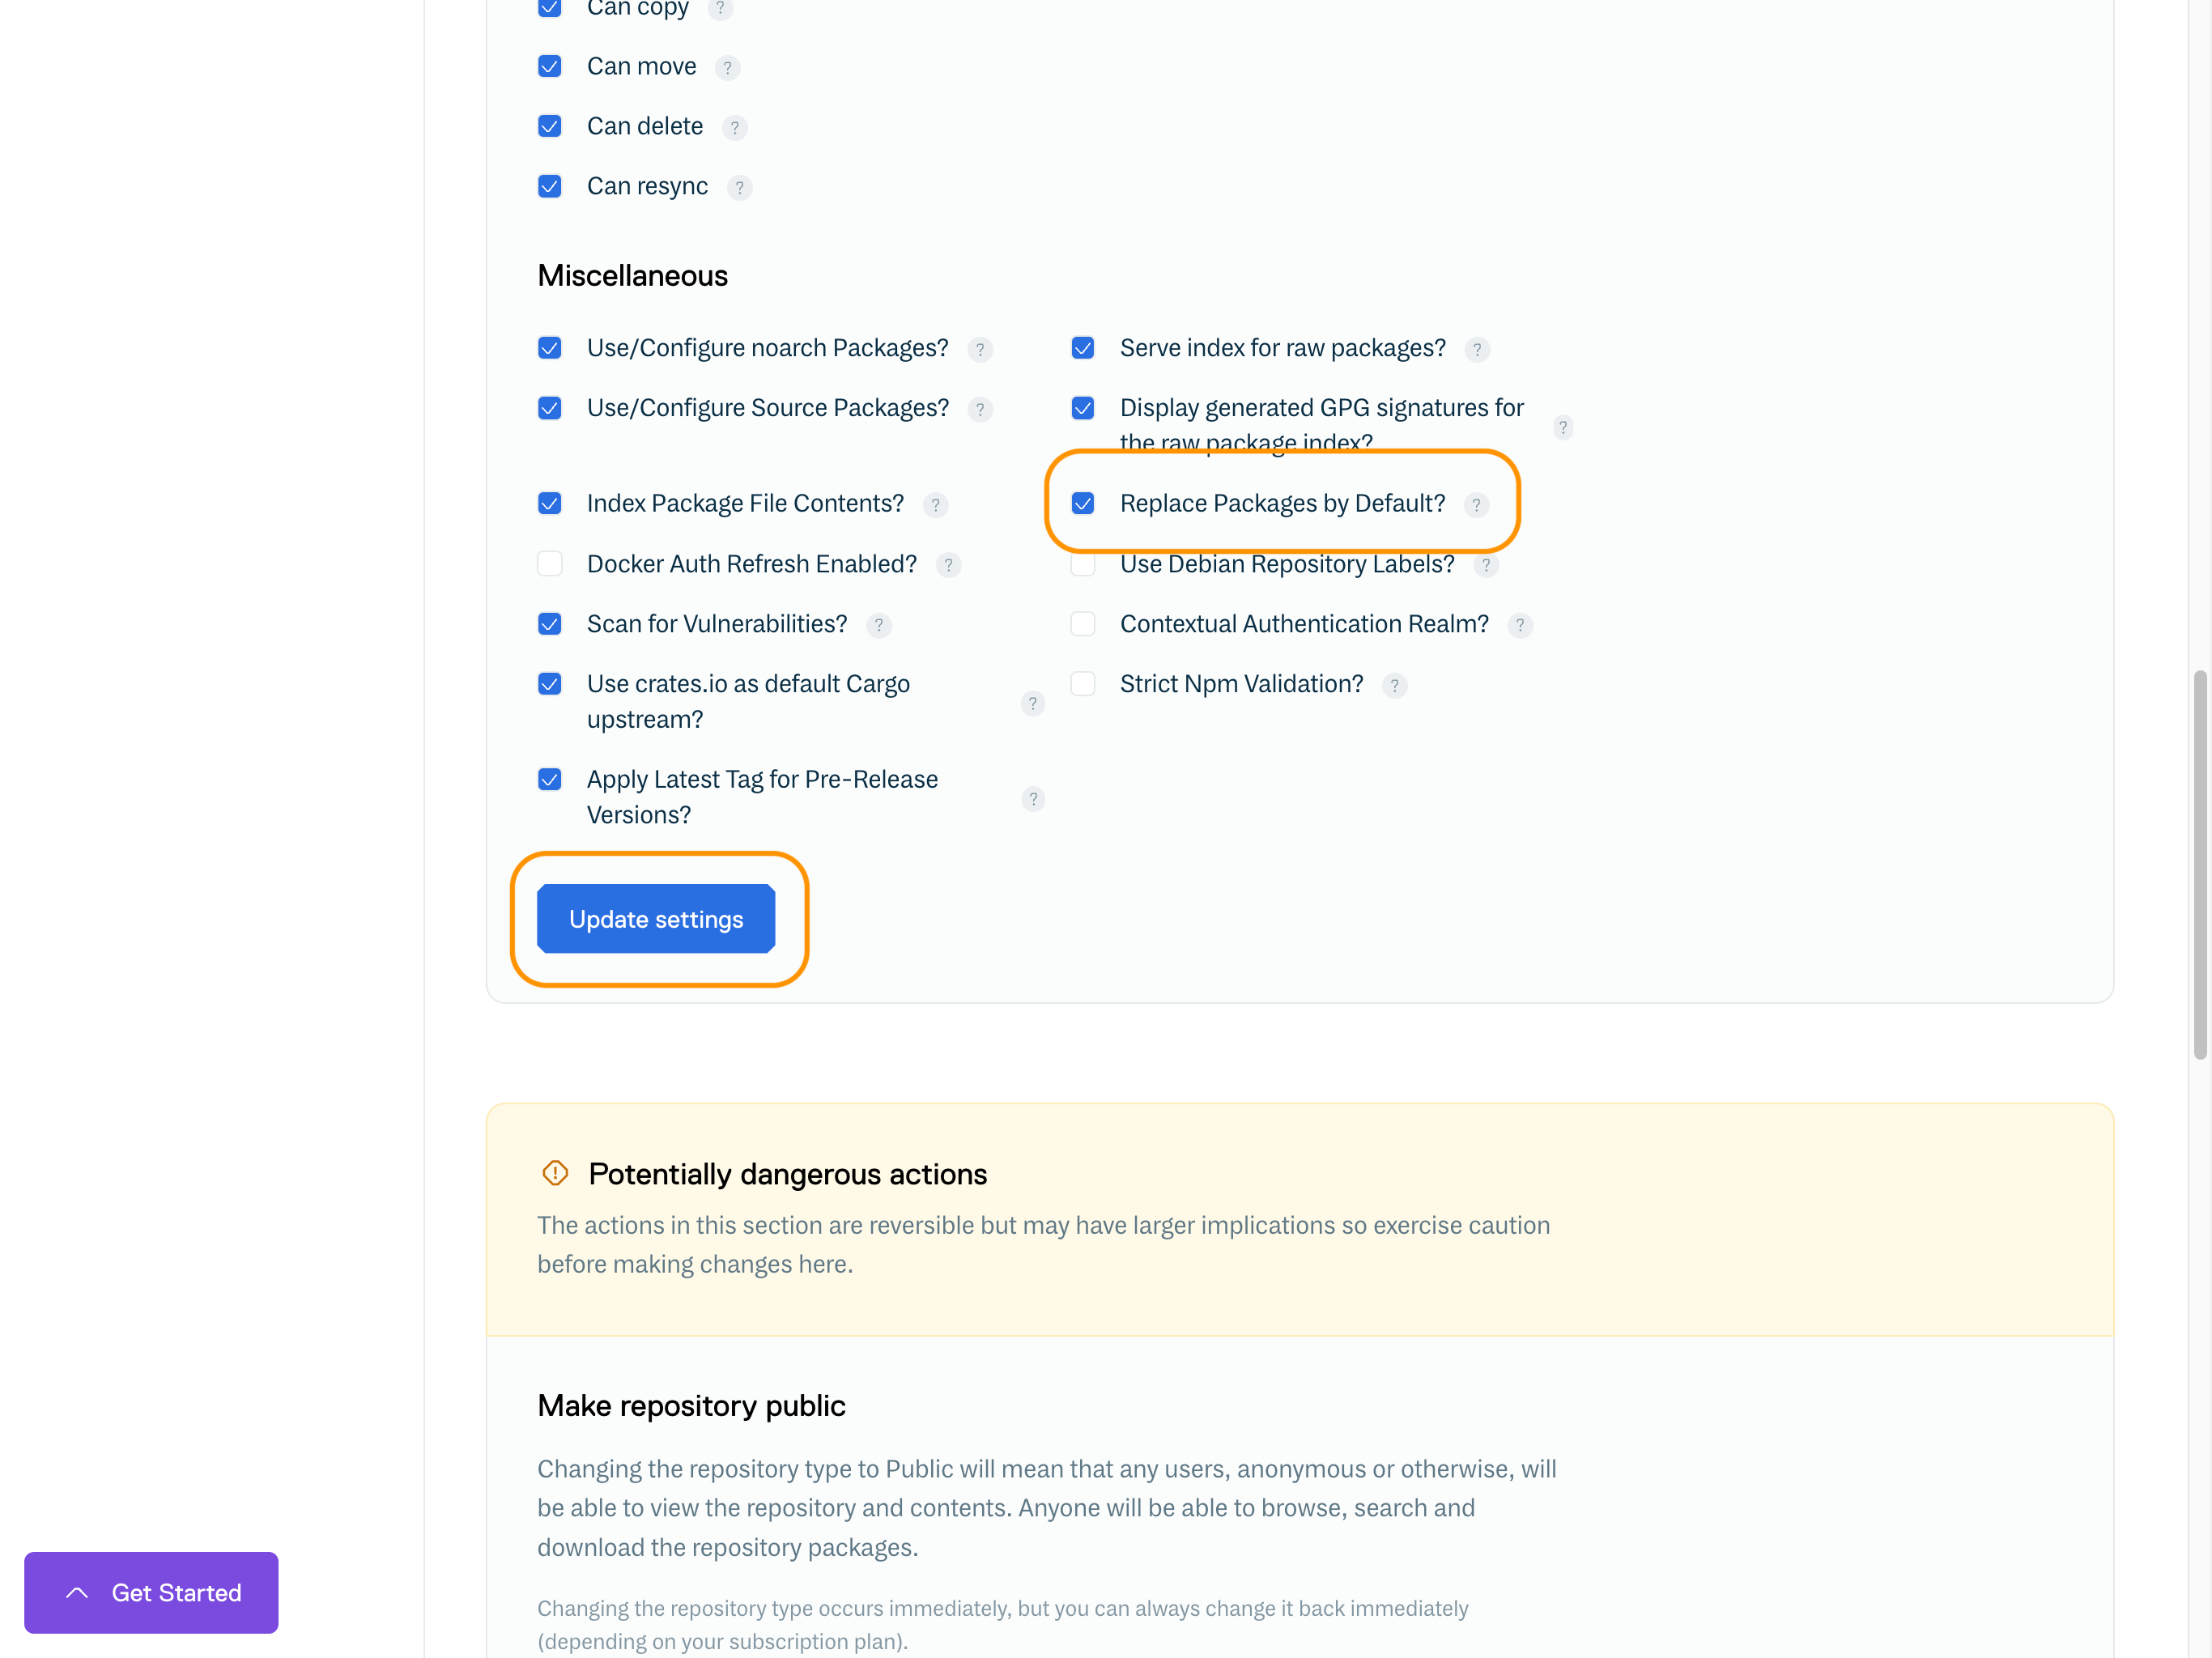 Can copy ?
Can move ?
Can delete ?
Can resync ?
Miscellaneous
Use/Configure noarch Packages? ?
Serve index for raw packages? ?
Use/Configure Source Packages? ?
Display generated GPG signatures for
the raw package index? ?
Index Package File Contents? ?
Replace Packages by Default? ?
Docker Auth Refresh Enabled? ?
Use Debian Repository Labels? ?
Scan for Vulnerabilities? ?
Contextual Authentication Realm? ?
Use crates.io as default Cargo
upstream? ?
Strict Npm Validation? ?
Apply Latest Tag for Pre-Release
Versions? ?
Update settings
Potentially dangerous actions
The actions in this section are reversible but may have larger implications so exercise caution
before making changes here.
Make repository public
Changing the repository type to Public will mean that any users, anonymous or otherwise, will
be able to view the repository and contents. Anyone will be able to browse, search and
download the repository packages.
Changing the repository type occurs immediately, but you can always change it back immediately
(depending on your subscription plan).
Get Started